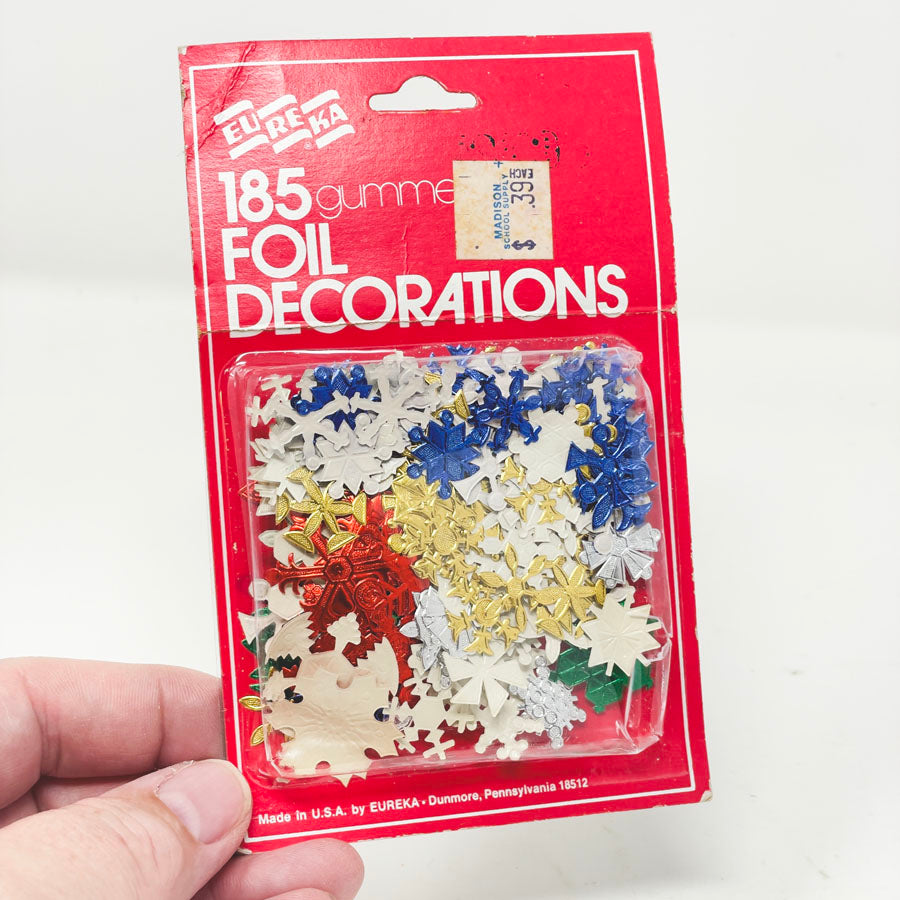 EUREKA
185 gumme
FOIL
DECORATIONS
MADISON
SCHOOL SUPPLY
$ .39 EACH
Made in U.S.A. by EUREKA • Dunmore, Pennsylvania 18512